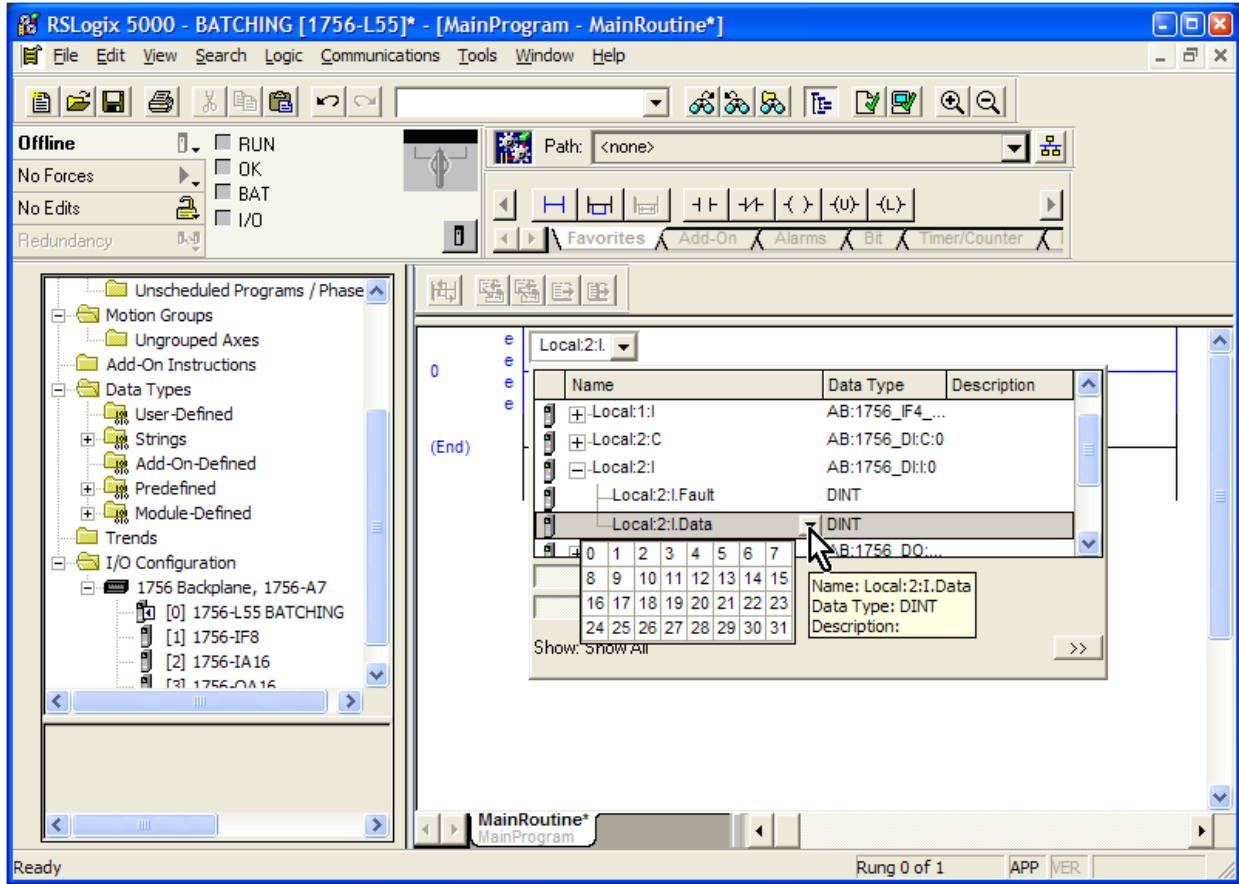 RSLogix 5000 - BATCHING [1756-L55]* - [MainProgram - MainRoutine*]
File Edit View Search Logic Communications Tools Window Help
Offline
RUN
No Forces
OK
No Edits
BAT
Redundancy
I/O
Path: <none>
Favorites Add-On Alarms Bit Timer/Counter
Unscheduled Programs / Phase
Motion Groups
Ungrouped Axes
Add-On Instructions
Data Types
User-Defined
Strings
Add-On-Defined
Predefined
Module-Defined
Trends
I/O Configuration
1756 Backplane, 1756-A7
[0] 1756-L55 BATCHING
[1] 1756-IF8
[2] 1756-IA16
[3] 1756-OA16
e
e
0
e
e
(End)
Local:2:I.
Name Data Type Description
Local:1:I AB:1756_IF4_...
Local:2:C AB:1756_DI:C:0
Local:2:I AB:1756_DI:I:0
Local:2:I.Fault DINT
Local:2:I.Data DINT
AB:1756_DO:...
0 1 2 3 4 5 6 7
8 9 10 11 12 13 14 15
16 17 18 19 20 21 22 23
24 25 26 27 28 29 30 31
Name: Local:2:I.Data
Data Type: DINT
Description:
Show: Show All >>
MainRoutine*
MainProgram
Ready Rung 0 of 1 APP VER